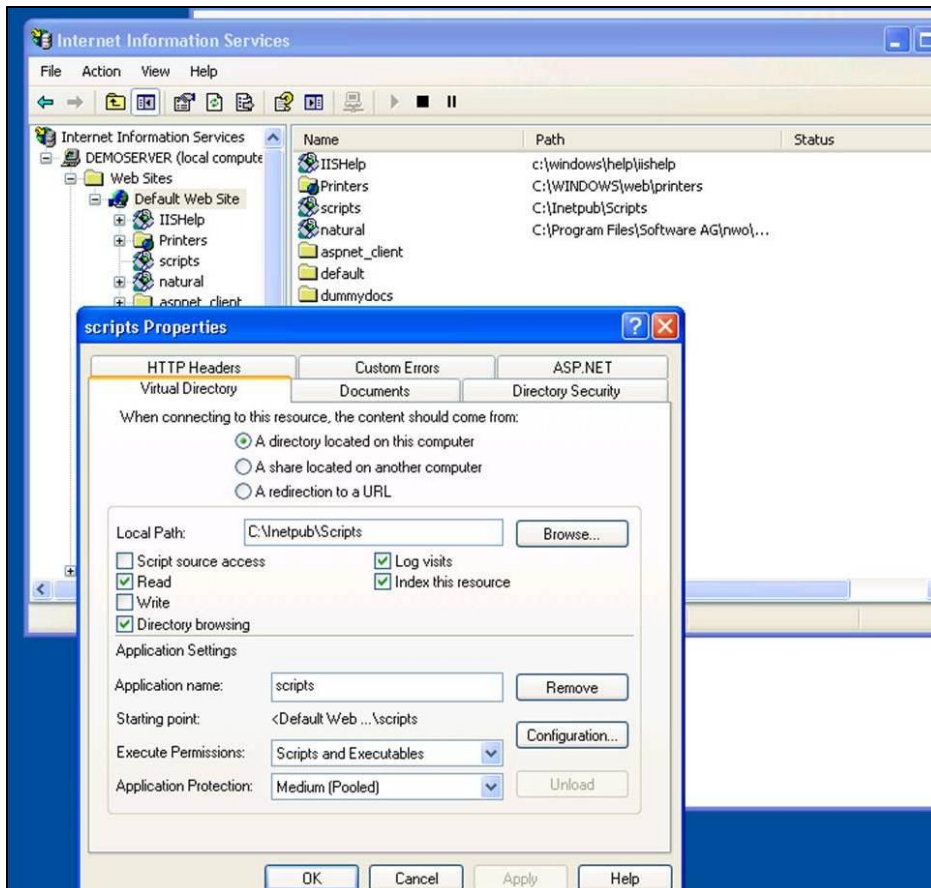 Internet Information Services
File Action View Help
Internet Information Services
DEMOSERVER (local compute
Web Sites
Default Web Site
IISHelp
Printers
scripts
natural
aspnet_client
Name Path Status
IISHelp c:\windows\help\iishelp
Printers C:\WINDOWS\web\printers
scripts C:\Inetpub\Scripts
natural C:\Program Files\Software AG\nwo\,...
aspnet_client
default
dummydocs
scripts Properties
HTTP Headers Custom Errors ASP.NET
Virtual Directory Documents Directory Security
When connecting to this resource, the content should come from:
A directory located on this computer
A share located on another computer
A redirection to a URL
Local Path: C:\Inetpub\Scripts Browse...
Script source access Log visits
Read Index this resource
Write
Directory browsing
Application Settings
Application name: scripts Remove
Starting point: <Default Web ...\scripts
Configuration...
Execute Permissions: Scripts and Executables
Application Protection: Medium (Pooled) Unload
OK Cancel Apply Help